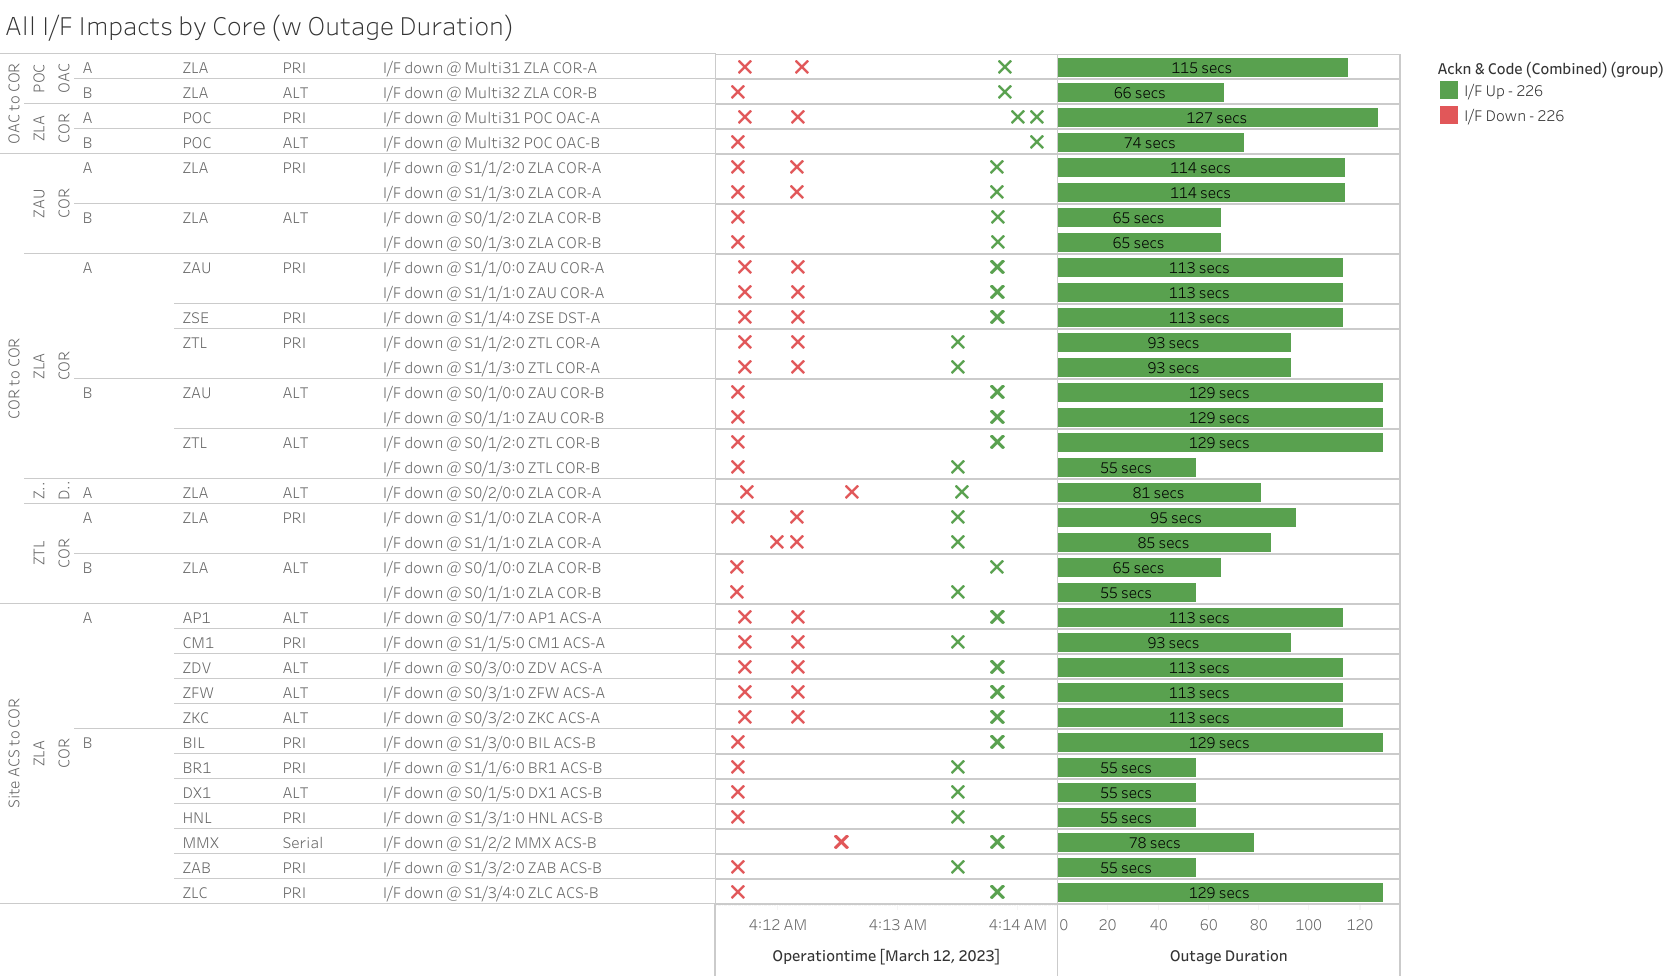 All I/F Impacts by Core (w Outage Duration)
Ackn & Code (Combined) (group)
I/F Up - 226
I/F Down - 226
OAC to COR POC OAC A ZLA PRI I/F down @ Multi31 ZLA COR-A 115 secs
B ZLA ALT I/F down @ Multi32 ZLA COR-B 66 secs
ZLA COR A POC PRI I/F down @ Multi31 POC OAC-A 127 secs
B POC ALT I/F down @ Multi32 POC OAC-B 74 secs
COR to COR ZAU COR A ZLA PRI I/F down @ S1/1/2:0 ZLA COR-A 114 secs
I/F down @ S1/1/3:0 ZLA COR-A 114 secs
B ZLA ALT I/F down @ S0/1/2:0 ZLA COR-B 65 secs
I/F down @ S0/1/3:0 ZLA COR-B 65 secs
ZLA COR A ZAU PRI I/F down @ S1/1/0:0 ZAU COR-A 113 secs
I/F down @ S1/1/1:0 ZAU COR-A 113 secs
ZSE PRI I/F down @ S1/1/4:0 ZSE DST-A 113 secs
ZTL PRI I/F down @ S1/1/2:0 ZTL COR-A 93 secs
I/F down @ S1/1/3:0 ZTL COR-A 93 secs
B ZAU ALT I/F down @ S0/1/0:0 ZAU COR-B 129 secs
I/F down @ S0/1/1:0 ZAU COR-B 129 secs
ZTL ALT I/F down @ S0/1/2:0 ZTL COR-B 129 secs
I/F down @ S0/1/3:0 ZTL COR-B 55 secs
Z.. D.. A ZLA ALT I/F down @ S0/2/0:0 ZLA COR-A 81 secs
ZTL COR A ZLA PRI I/F down @ S1/1/0:0 ZLA COR-A 95 secs
I/F down @ S1/1/1:0 ZLA COR-A 85 secs
B ZLA ALT I/F down @ S0/1/0:0 ZLA COR-B 65 secs
I/F down @ S0/1/1:0 ZLA COR-B 55 secs
Site ACS to COR ZLA COR A AP1 ALT I/F down @ S0/1/7:0 AP1 ACS-A 113 secs
CM1 PRI I/F down @ S1/1/5:0 CM1 ACS-A 93 secs
ZDV ALT I/F down @ S0/3/0:0 ZDV ACS-A 113 secs
ZFW ALT I/F down @ S0/3/1:0 ZFW ACS-A 113 secs
ZKC ALT I/F down @ S0/3/2:0 ZKC ACS-A 113 secs
B BIL PRI I/F down @ S1/3/0:0 BIL ACS-B 129 secs
BR1 PRI I/F down @ S1/1/6:0 BR1 ACS-B 55 secs
DX1 ALT I/F down @ S0/1/5:0 DX1 ACS-B 55 secs
HNL PRI I/F down @ S1/3/1:0 HNL ACS-B 55 secs
MMX Serial I/F down @ S1/2/2 MMX ACS-B 78 secs
ZAB PRI I/F down @ S1/3/2:0 ZAB ACS-B 55 secs
ZLC PRI I/F down @ S1/3/4:0 ZLC ACS-B 129 secs
4:12 AM 4:13 AM 4:14 AM 0 20 40 60 80 100 120
Operationtime [March 12, 2023] Outage Duration